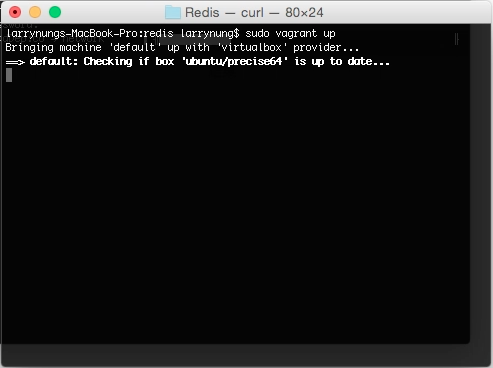 Redis — curl — 80×24
larrynungs-MacBook-Pro:redis larrynung$ sudo vagrant up
Bringing machine 'default' up with 'virtualbox' provider...
==> default: Checking if box 'ubuntu/precise64' is up to date...